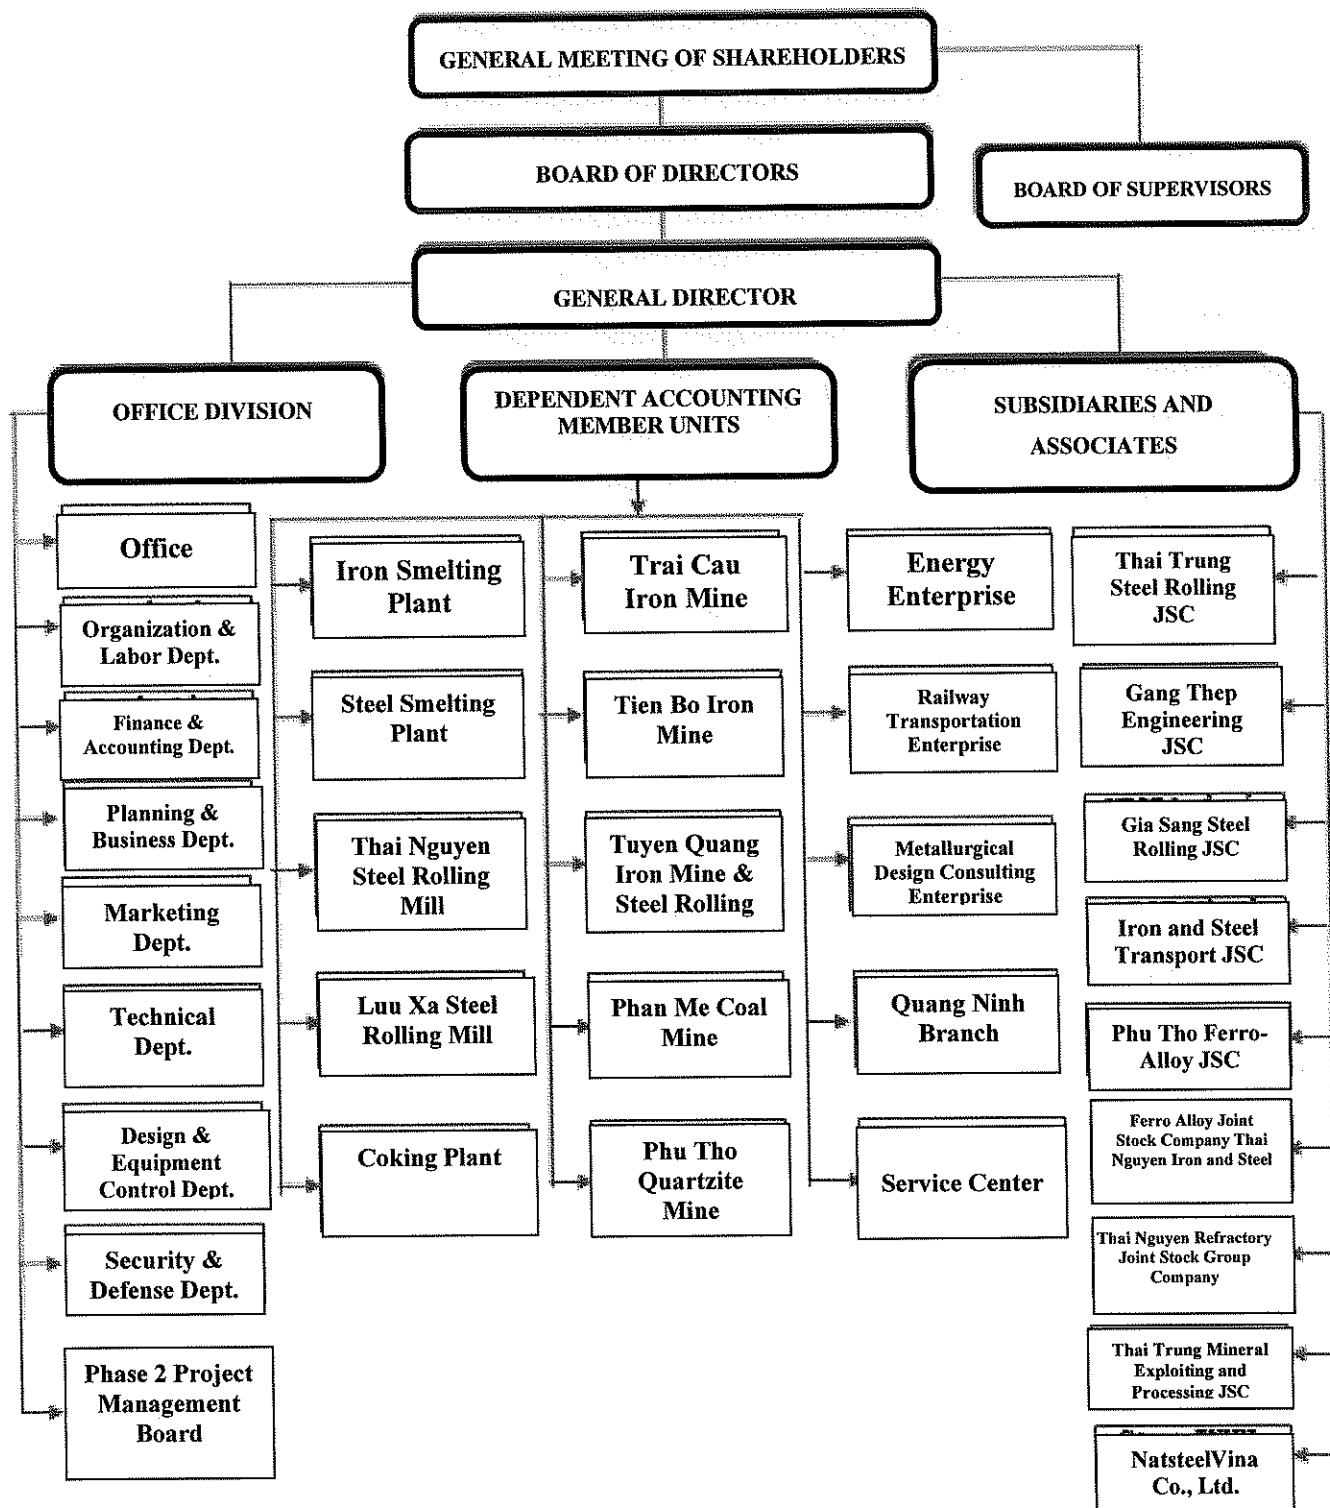 GENERAL MEETING OF SHAREHOLDERS
BOARD OF DIRECTORS
BOARD OF SUPERVISORS
GENERAL DIRECTOR
OFFICE DIVISION
DEPENDENT ACCOUNTING
MEMBER UNITS
SUBSIDIARIES AND
ASSOCIATES
Office
Organization &
Labor Dept.
Finance &
Accounting Dept.
Planning &
Business Dept.
Marketing
Dept.
Technical
Dept.
Design &
Equipment
Control Dept.
Security &
Defense Dept.
Phase 2 Project
Management
Board
Iron Smelting
Plant
Steel Smelting
Plant
Thai Nguyen
Steel Rolling
Mill
Luu Xa Steel
Rolling Mill
Coking Plant
Trai Cau
Iron Mine
Tien Bo Iron
Mine
Tuyen Quang
Iron Mine &
Steel Rolling
Phan Me Coal
Mine
Phu Tho
Quartzite
Mine
Energy
Enterprise
Railway
Transportation
Enterprise
Metallurgical
Design Consulting
Enterprise
Quang Ninh
Branch
Service Center
Thai Trung
Steel Rolling
JSC
Gang Thep
Engineering
JSC
Gia Sang Steel
Rolling JSC
Iron and Steel
Transport JSC
Phu Tho Ferro-
Alloy JSC
Ferro Alloy Joint
Stock Company Thai
Nguyen Iron and Steel
Thai Nguyen Refractory
Joint Stock Group
Company
Thai Trung Mineral
Exploiting and
Processing JSC
NatsteelVina
Co., Ltd.